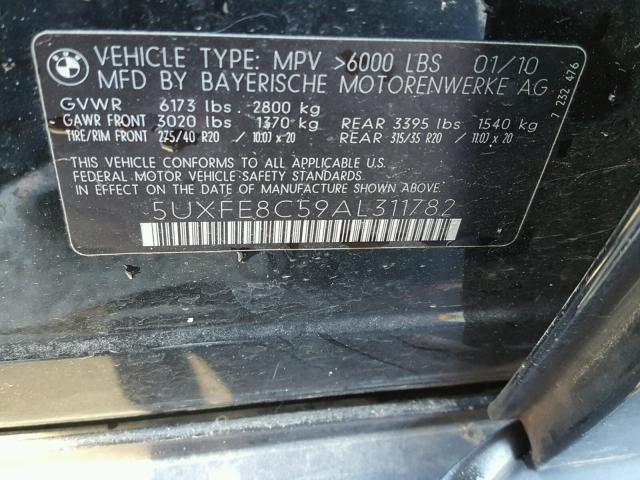 BMW
VEHICLE TYPE: MPV >6000 LBS 01/10
MFD BY BAYERISCHE MOTORENWERKE AG
GVWR 6173 lbs 2800 kg
GAWR FRONT 3020 lbs 1370 kg REAR 3395 lbs 1540 kg
TIRE/RIM FRONT 275/40 R20 / 10.0J x 20 REAR 315/35 R20 / 11.0J x 20
THIS VEHICLE CONFORMS TO ALL APPLICABLE U.S.
FEDERAL MOTOR VEHICLE SAFETY STANDARDS
IN EFFECT ON THE DATE OF MANUFACTURE SHOWN ABOVE.
5UXFE8C59AL311782
7 232 476